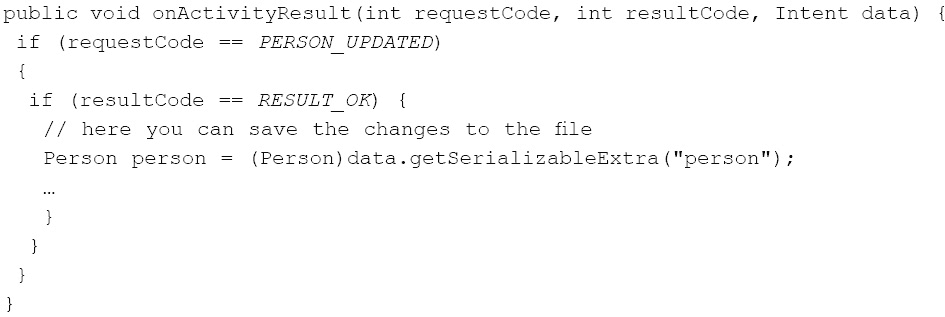 public void onActivityResult(int requestCode, int resultCode, Intent data) {
if (requestCode == PERSON_UPDATED)
{
if (resultCode == RESULT_OK) {
// here you can save the changes to the file
Person person = (Person)data.getSerializableExtra("person");
…
}
}
}
}